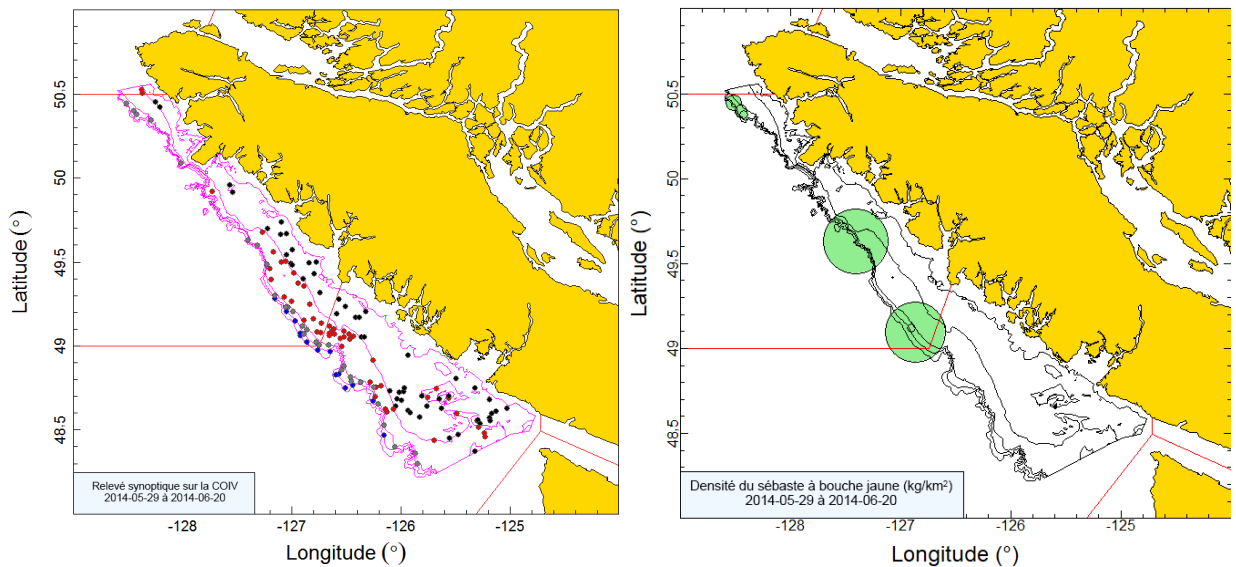 50.5
50
49.5
49
48.5
Latitude (°)
Relevé synoptique sur la COIV
2014-05-29 à 2014-06-20
-128
-127
-126
-125
Longitude (°)
50.5
50
49.5
49
48.5
Latitude (°)
Densité du sébaste à bouche jaune (kg/km²)
2014-05-29 à 2014-06-20
-128
-127
-126
-125
Longitude (°)